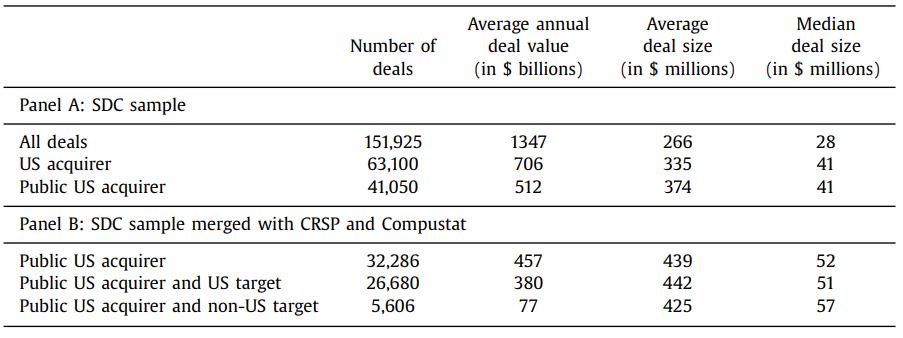 Average annual Average Median
Number of deal value deal size deal size
deals (in $ billions) (in $ millions) (in $ millions)
Panel A: SDC sample
All deals 151,925 1347 266 28
US acquirer 63,100 706 335 41
Public US acquirer 41,050 512 374 41
Panel B: SDC sample merged with CRSP and Compustat
Public US acquirer 32,286 457 439 52
Public US acquirer and US target 26,680 380 442 51
Public US acquirer and non-US target 5,606 77 425 57